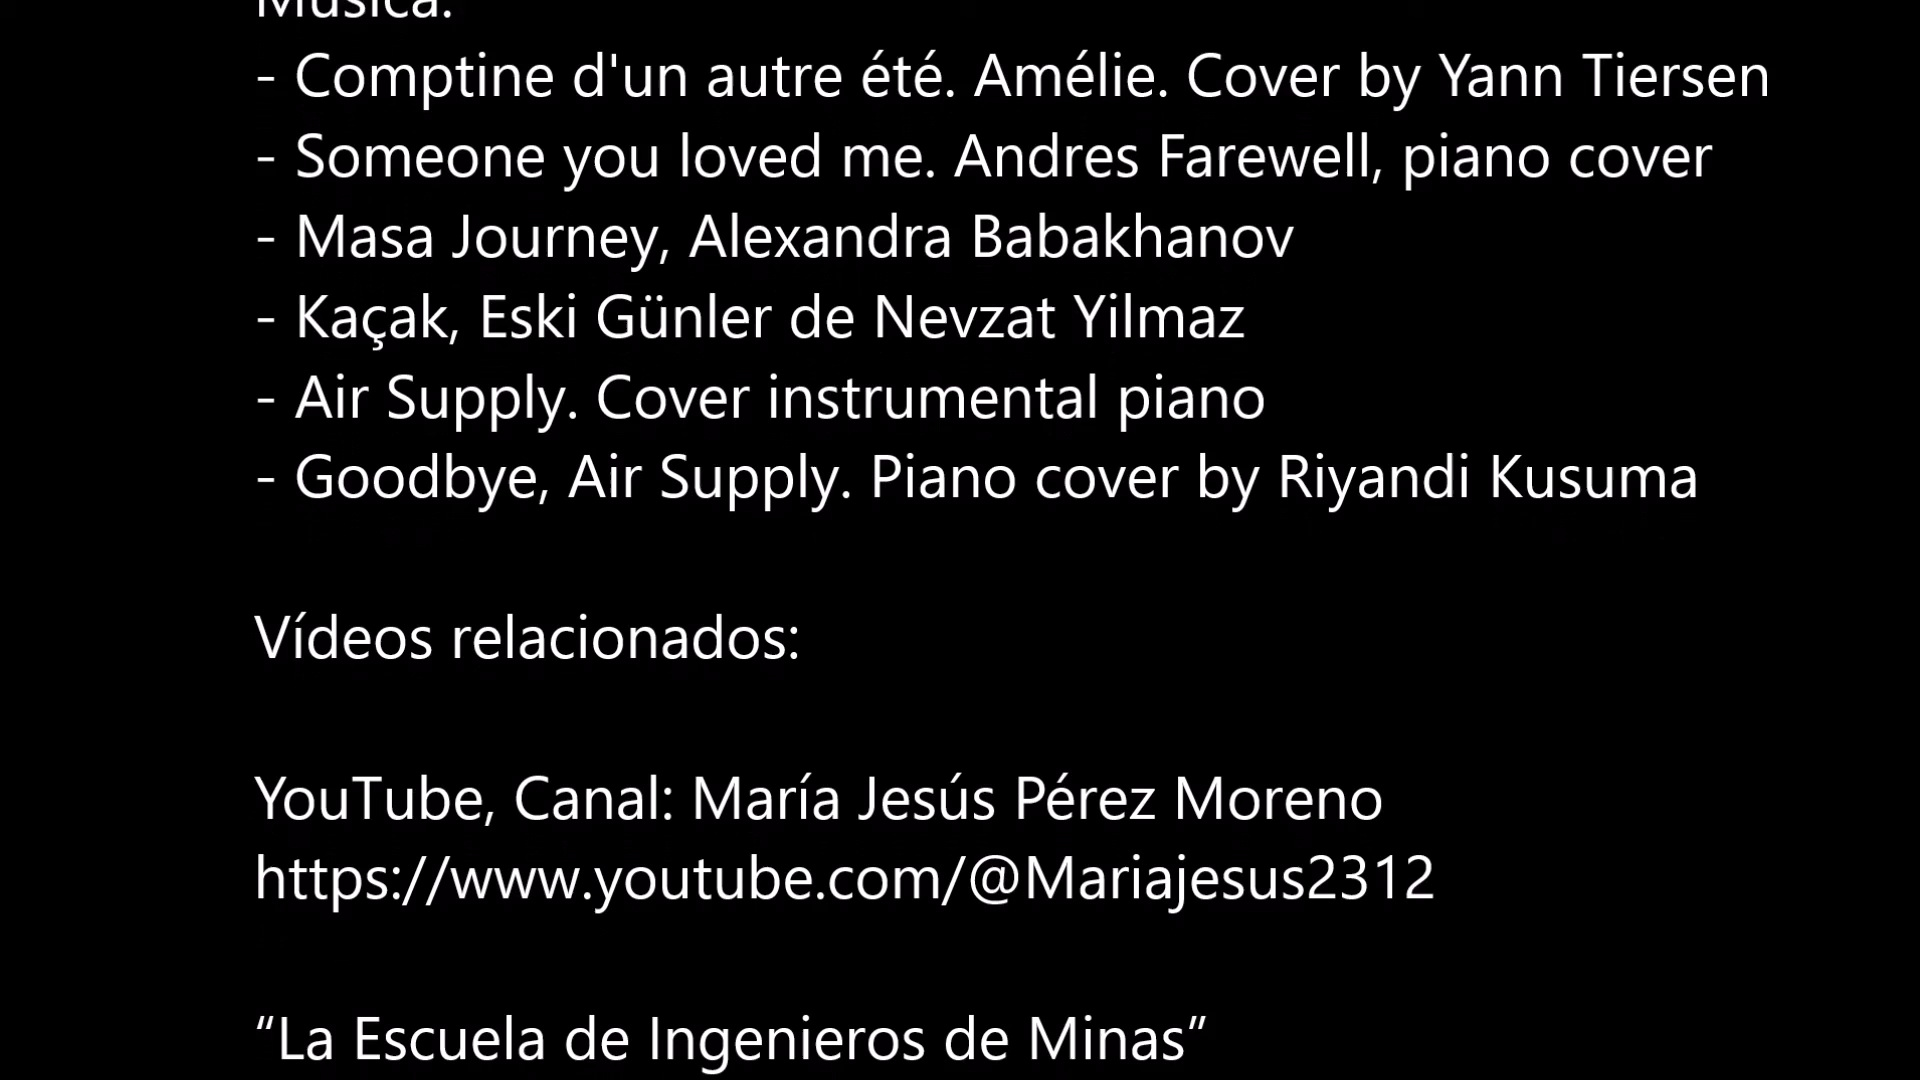 Música:
- Comptine d'un autre été. Amélie. Cover by Yann Tiersen
- Someone you loved me. Andres Farewell, piano cover
- Masa Journey, Alexandra Babakhanov
- Kaçak, Eski Günler de Nevzat Yilmaz
- Air Supply. Cover instrumental piano
- Goodbye, Air Supply. Piano cover by Riyandi Kusuma
Vídeos relacionados:
YouTube, Canal: María Jesús Pérez Moreno
https://www.youtube.com/@Mariajesus2312
“La Escuela de Ingenieros de Minas”